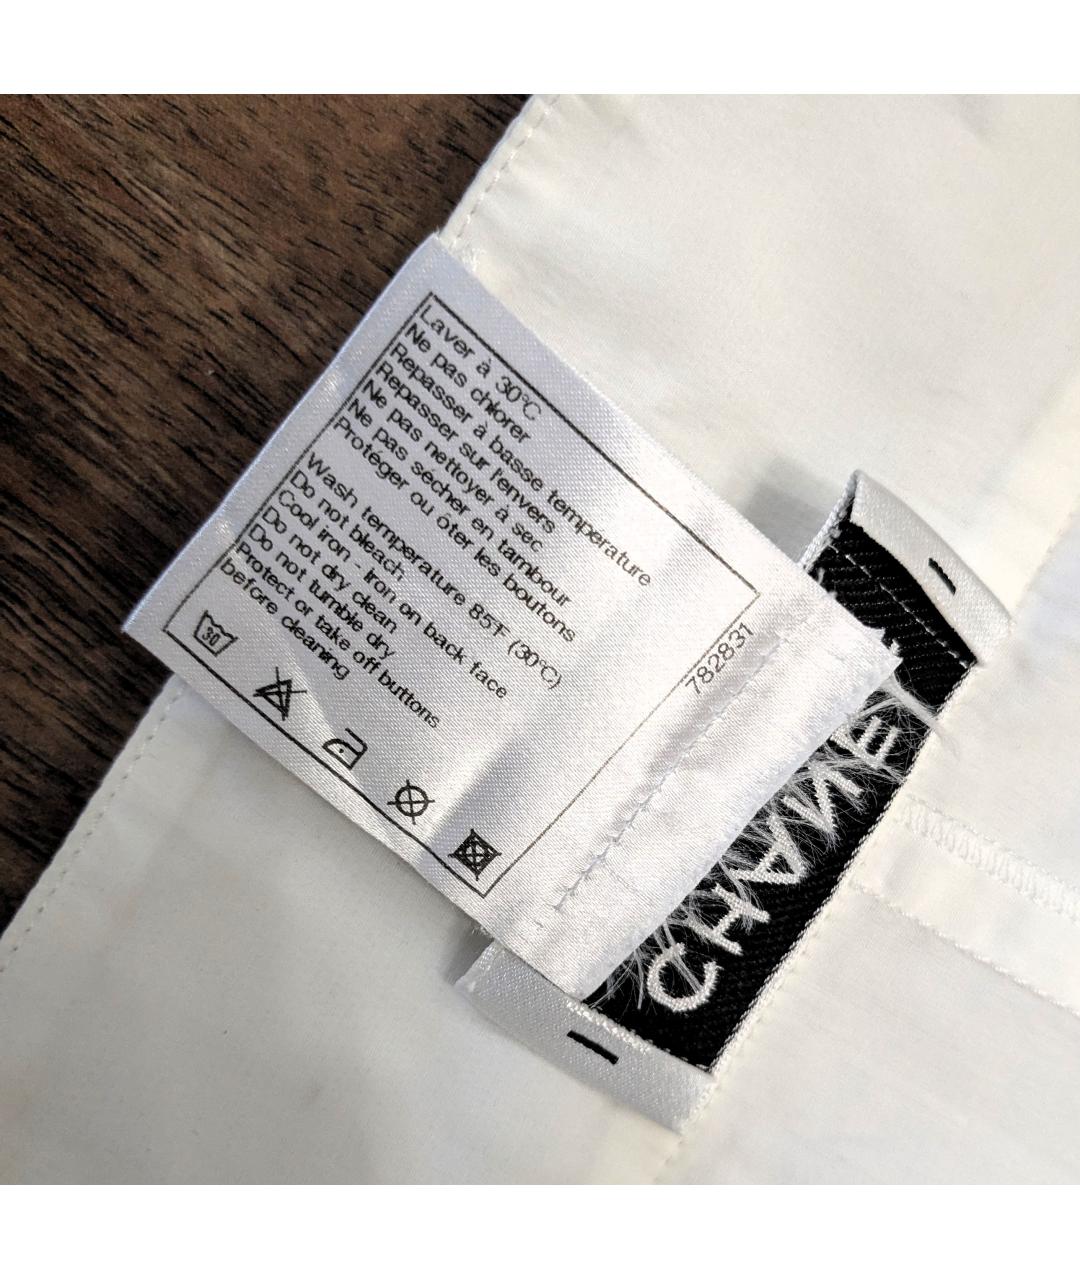 Laver à 30°C
Ne pas chlorer
Repasser à basse temperature
Repasser sur l'envers
Ne pas nettoyer à sec
Ne pas sécher en tambour
Protéger ou ôter les boutons
Wash temperature 85°F (30°C)
Do not bleach
Cool iron - Iron on back face
Do not dry clean
Do not tumble dry
Protect or take off buttons
before cleaning
30
782831
CHANEL